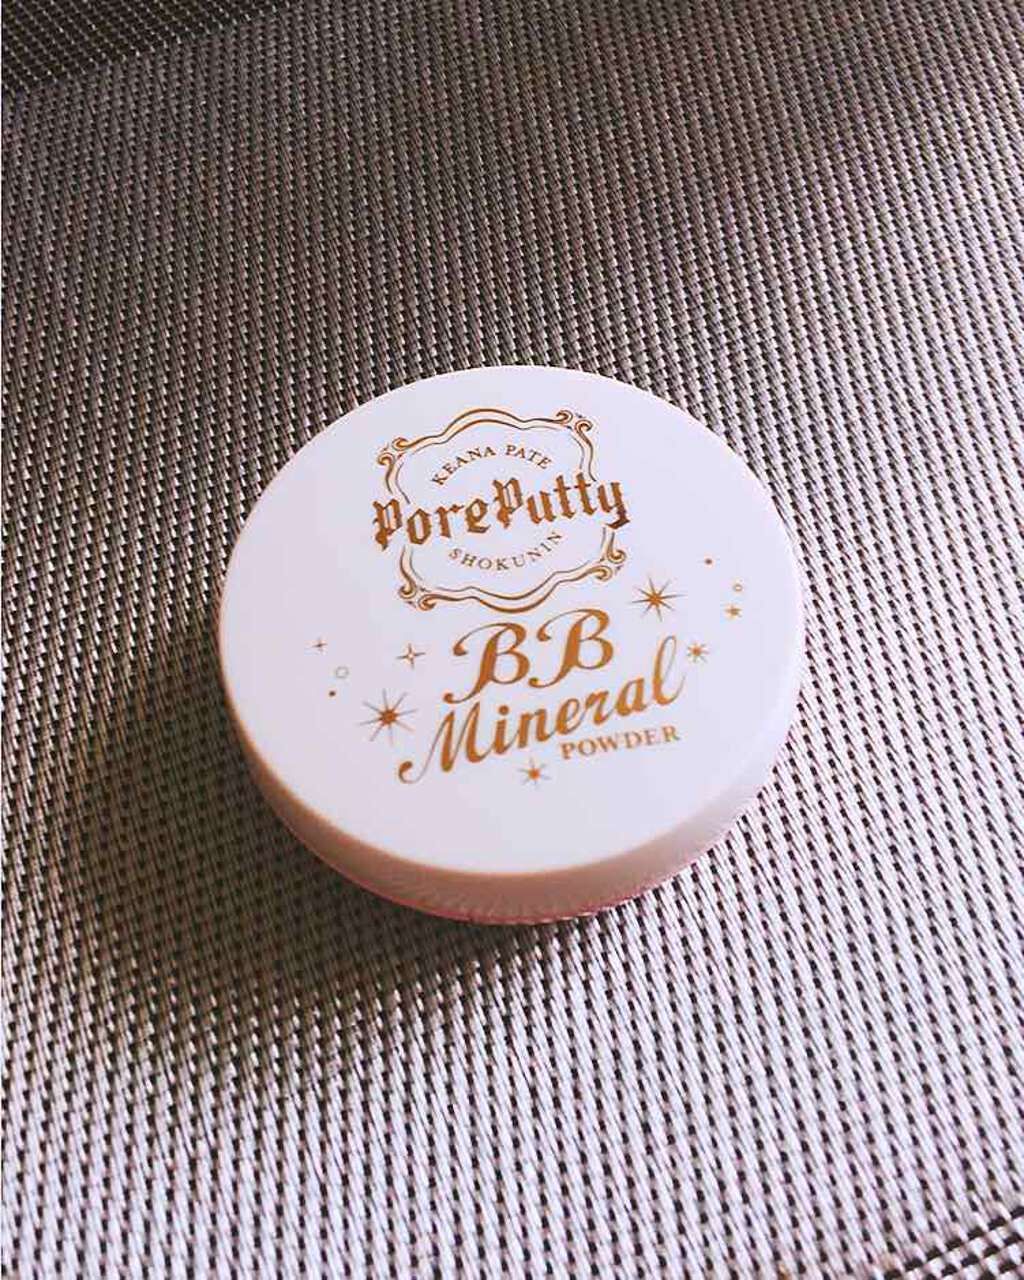 KEANA PATE
PorePutty
SHOKUNIN
BB
Mineral
POWDER